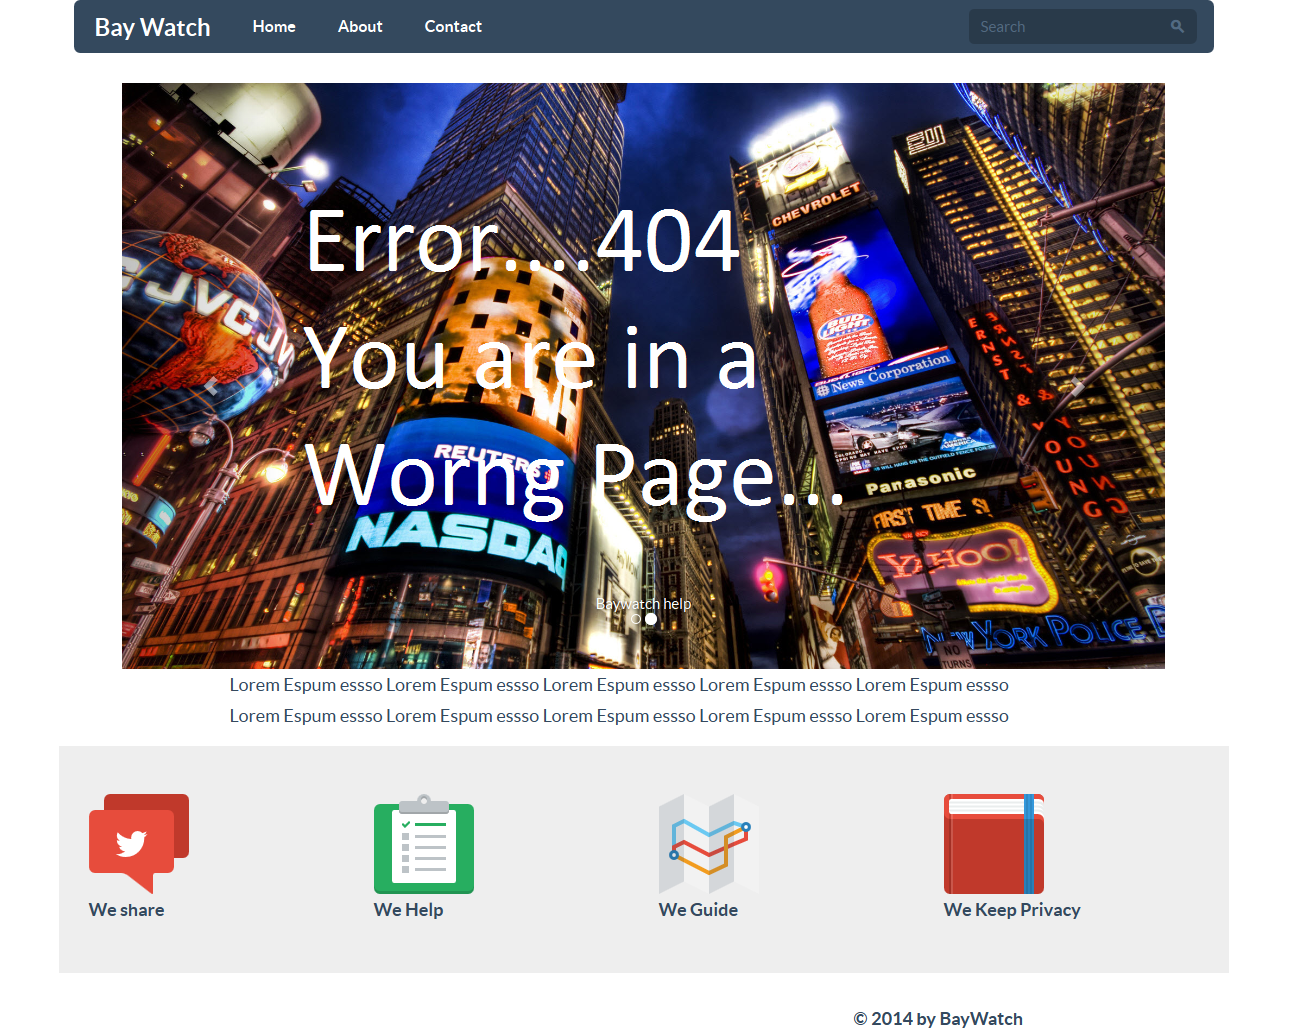 Bay Watch Home About Contact Search
CHEVROLET
JVC JV
Error....404
You are in a
Worng Page...
BUD
LIGHT
News Corporation
ERNST & YOUNG
REUTERS
NASDAQ
Panasonic
FIRST TIME
YAHOO!
NEW YORK POLICE D
NO
TURNS
Baywatch help
Lorem Espum essso Lorem Espum essso Lorem Espum essso Lorem Espum essso Lorem Espum essso
Lorem Espum essso Lorem Espum essso Lorem Espum essso Lorem Espum essso Lorem Espum essso
We share We Help We Guide We Keep Privacy
© 2014 by BayWatch